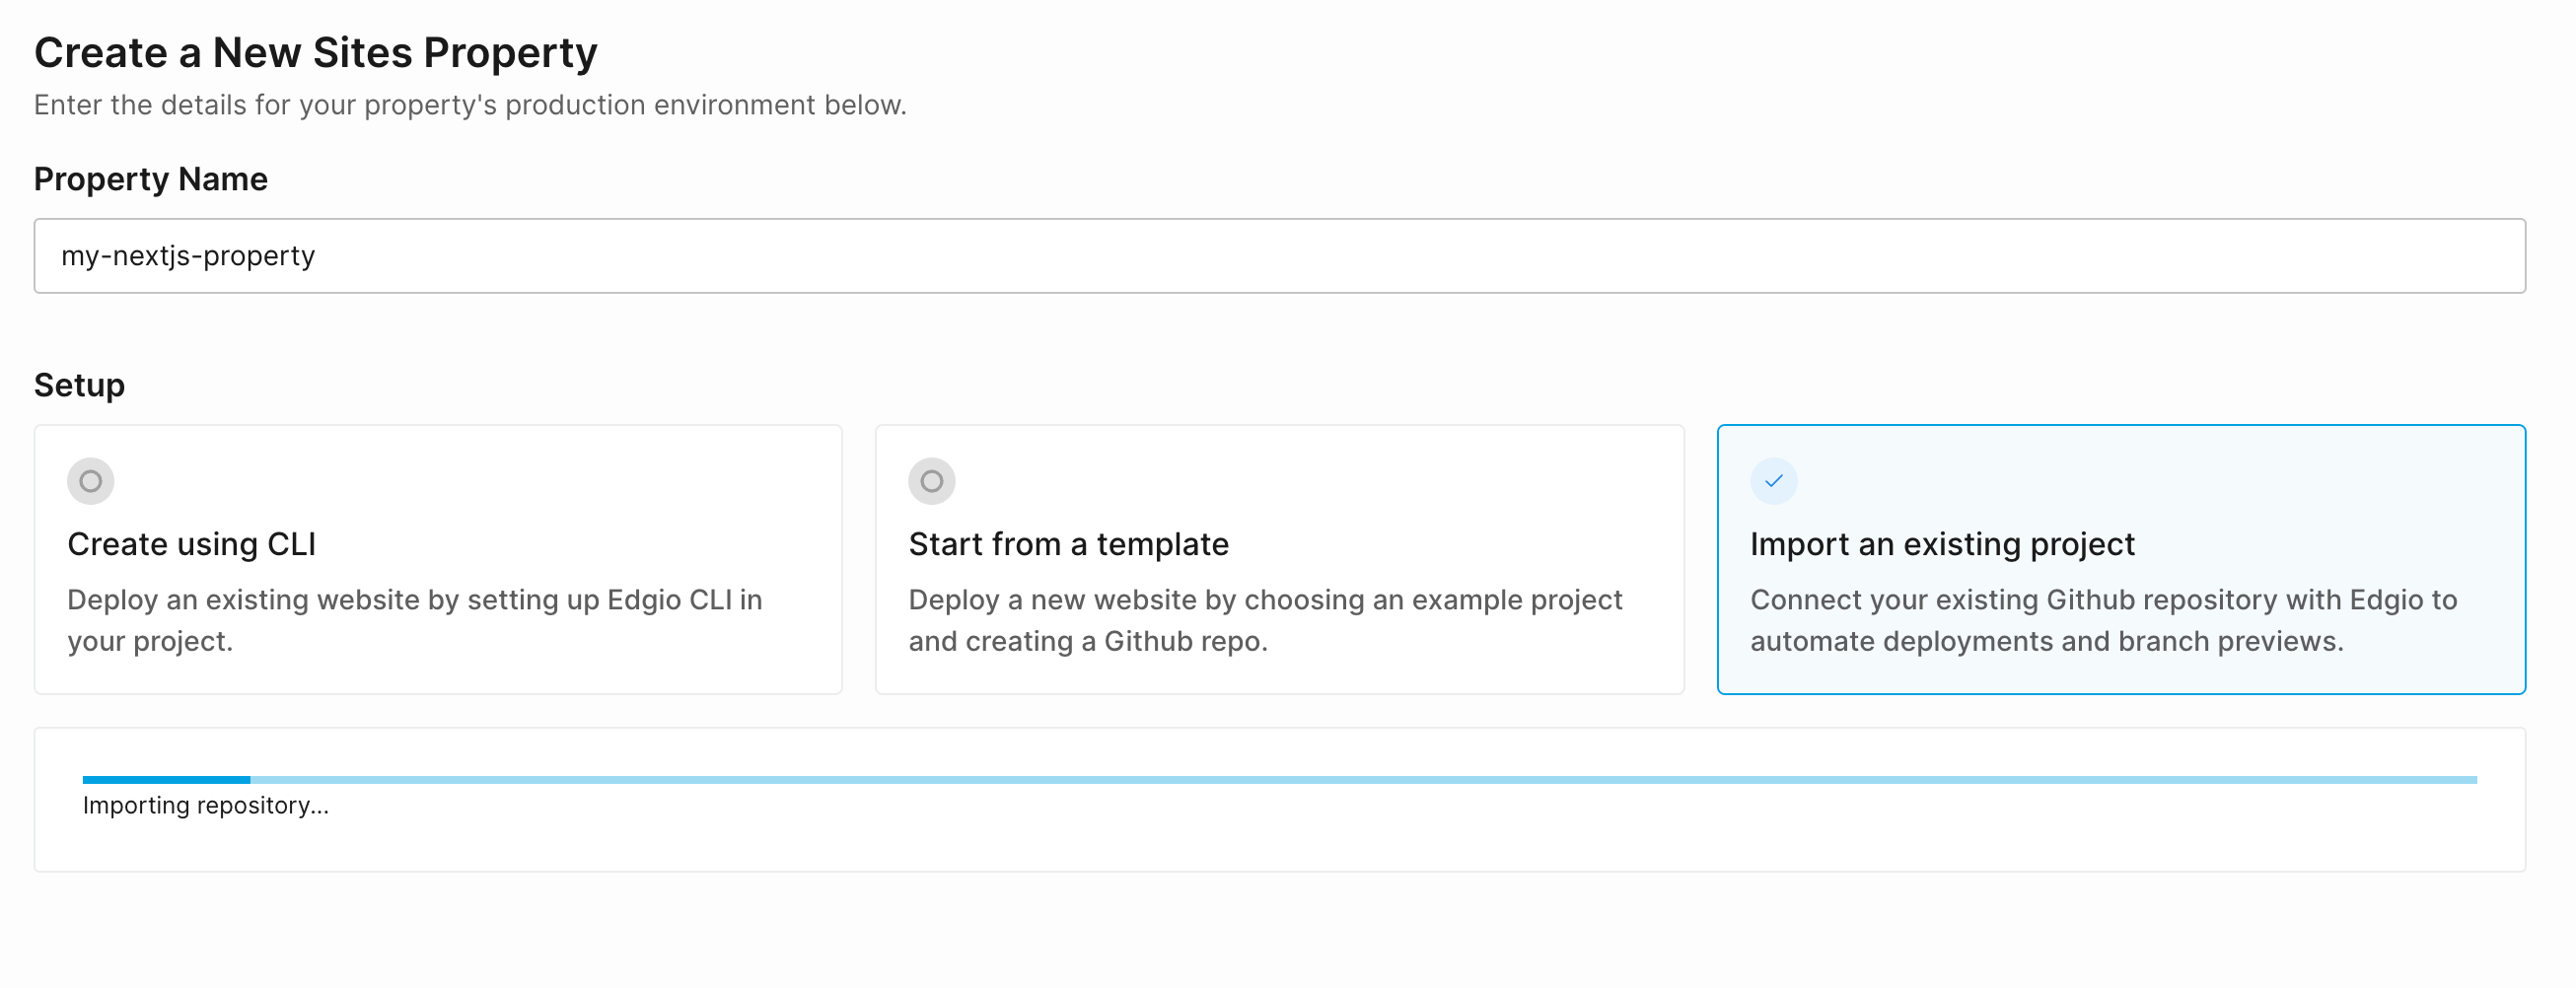 Create a New Sites Property
Enter the details for your property's production environment below.
Property Name
my-nextjs-property
Setup
Create using CLI
Deploy an existing website by setting up Edgio CLI in
your project.
Start from a template
Deploy a new website by choosing an example project
and creating a Github repo.
Import an existing project
Connect your existing Github repository with Edgio to
automate deployments and branch previews.
Importing repository...